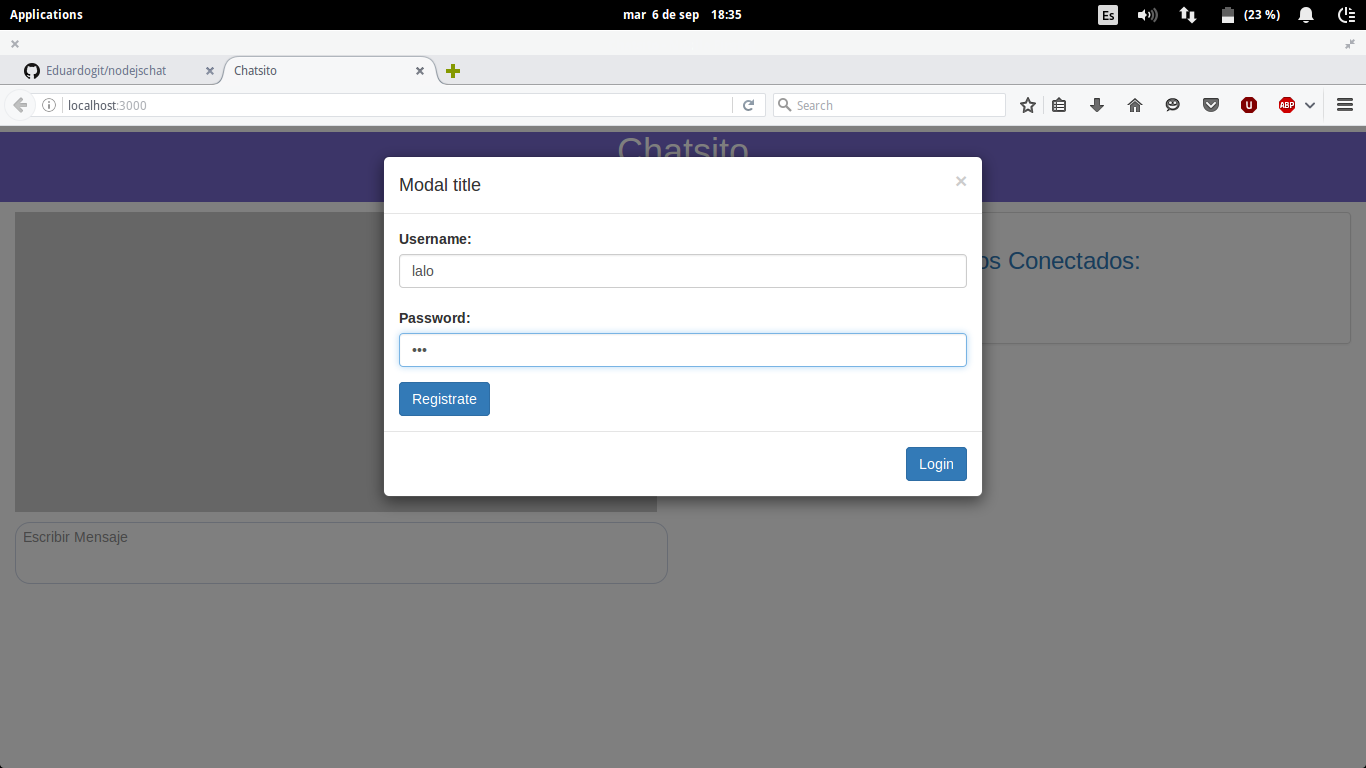 Applications
mar 6 de sep 18:35
Es
(23 %)
Eduardogit/nodejschat
Chatsito
localhost:3000
Search
u
ABP
Chatsito
Modal title
×
Username:
lalo
os Conectados:
Password:
•••
Registrate
Login
Escribir Mensaje